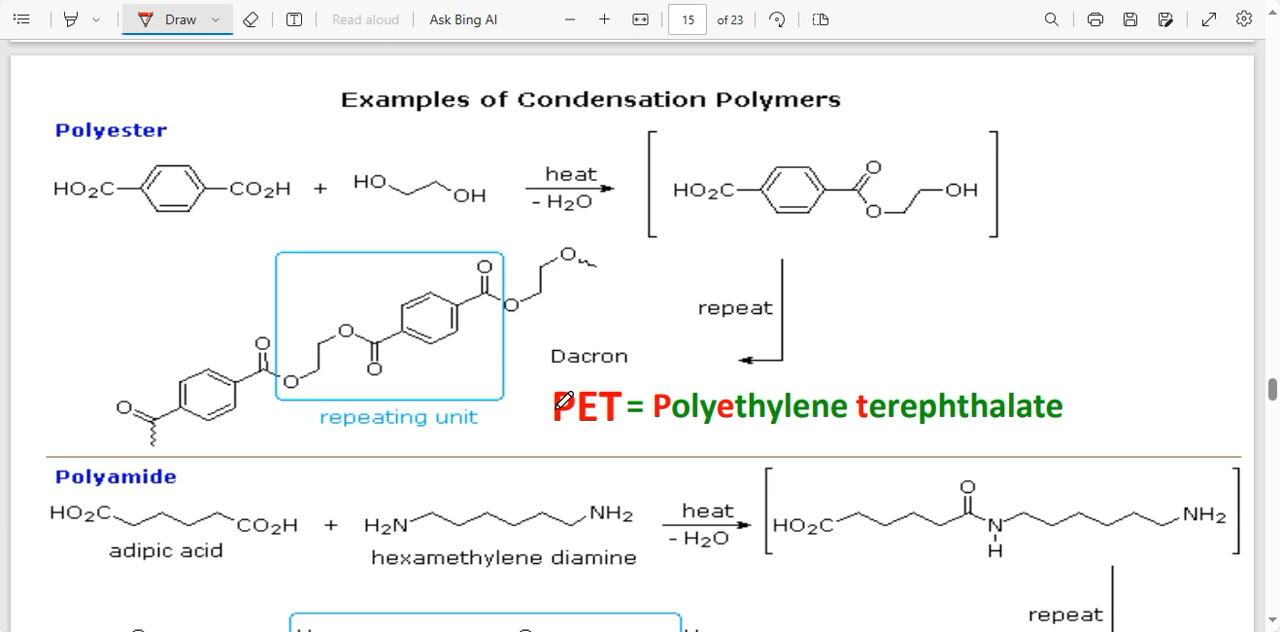 Draw
Read aloud
Ask Bing AI
15 of 23
Examples of Condensation Polymers
Polyester
HO2C CO2H + HO OH heat - H2O HO2C O O OH
O O O O O O O O
repeat
Dacron
repeating unit
PET = Polyethylene terephthalate
Polyamide
HO2C CO2H + H2N NH2 heat - H2O HO2C O N H NH2
adipic acid
hexamethylene diamine
repeat